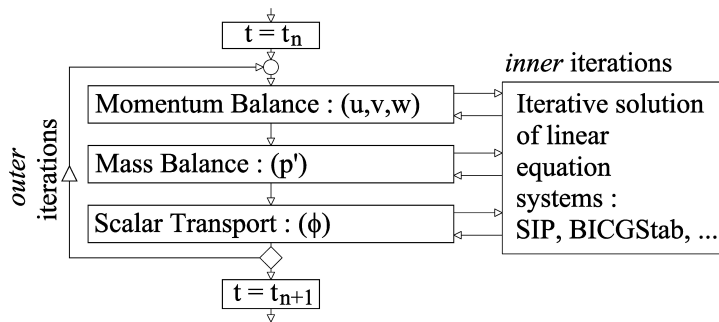 t = tn
inner iterations
Momentum Balance : (u,v,w)
Mass Balance : (p')
Scalar Transport : (ϕ)
Iterative solution
of linear
equation
systems :
SIP, BICGStab, ...
outer
iterations
t = tn+1